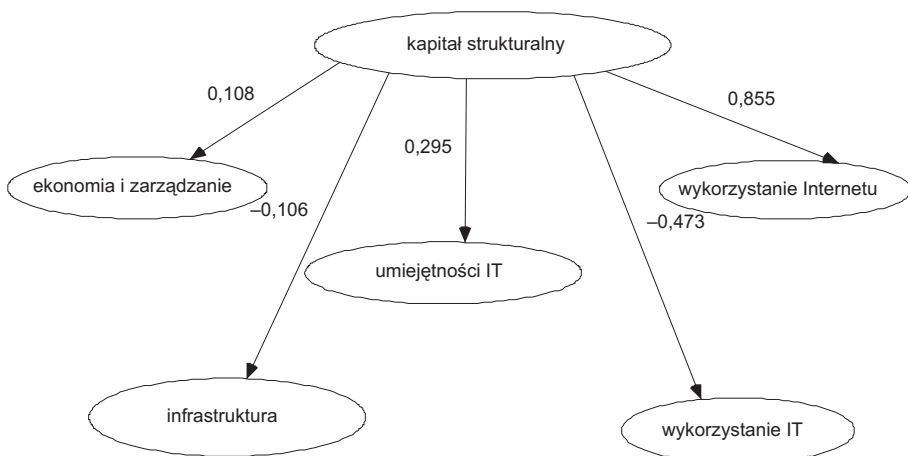 kapitał strukturalny
0,108
0,855
0,295
ekonomia i zarządzanie
wykorzystanie Internetu
–0,106
–0,473
umiejętności IT
infrastruktura
wykorzystanie IT